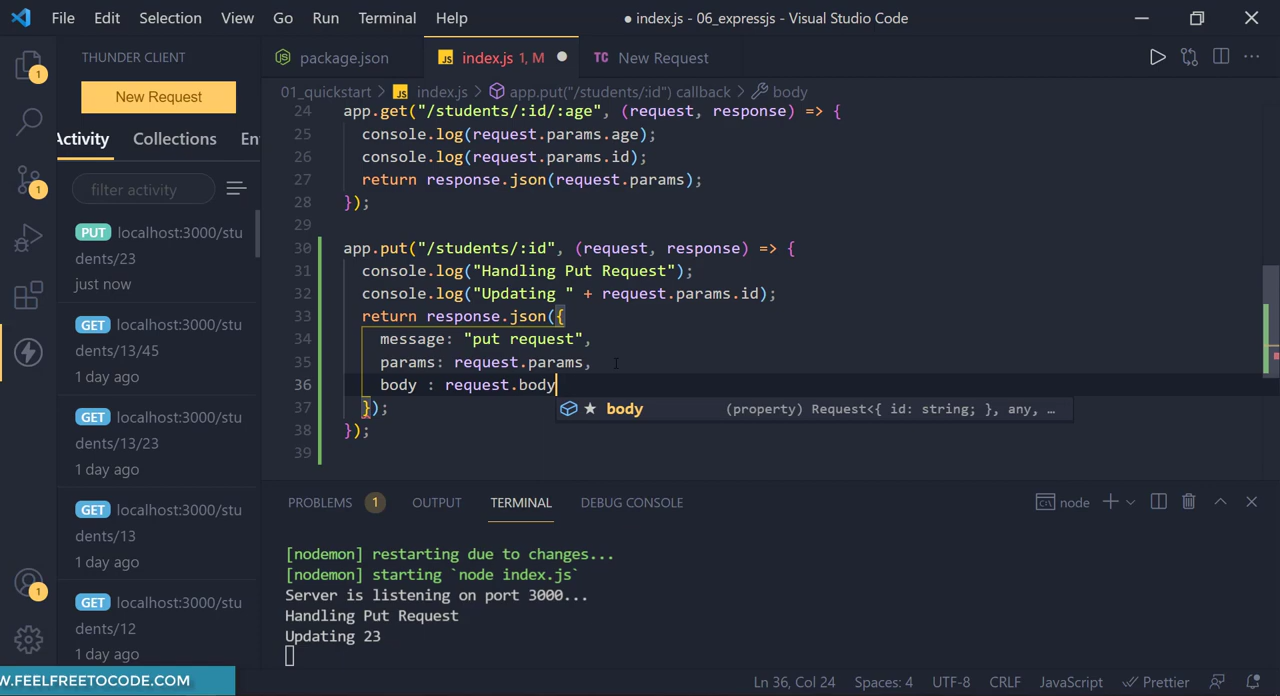 File Edit Selection View Go Run Terminal Help
● index.js - 06_expressjs - Visual Studio Code
THUNDER CLIENT
New Request
Activity Collections En
filter activity
PUT localhost:3000/stu
dents/23
just now
GET localhost:3000/stu
dents/13/45
1 day ago
GET localhost:3000/stu
dents/13/23
1 day ago
GET localhost:3000/stu
dents/13
1 day ago
GET localhost:3000/stu
dents/12
1 day ago
1
1
1
package.json JS index.js 1, M ● TC New Request
01_quickstart > JS index.js > app.put("/students/:id") callback > body
24 app.get("/students/:id/:age", (request, response) => {
25 console.log(request.params.age);
26 console.log(request.params.id);
27 return response.json(request.params);
28 });
29
30 app.put("/students/:id", (request, response) => {
31 console.log("Handling Put Request");
32 console.log("Updating " + request.params.id);
33 return response.json({
34 message: "put request",
35 params: request.params,
36 body : request.body
37 });
38 });
39
★ body (property) Request<{ id: string; }, any, …
PROBLEMS 1 OUTPUT TERMINAL DEBUG CONSOLE node
[nodemon] restarting due to changes...
[nodemon] starting `node index.js`
Server is listening on port 3000...
Handling Put Request
Updating 23
W.FEELFREETOCODE.COM
Ln 36, Col 24 Spaces: 4 UTF-8 CRLF JavaScript Prettier